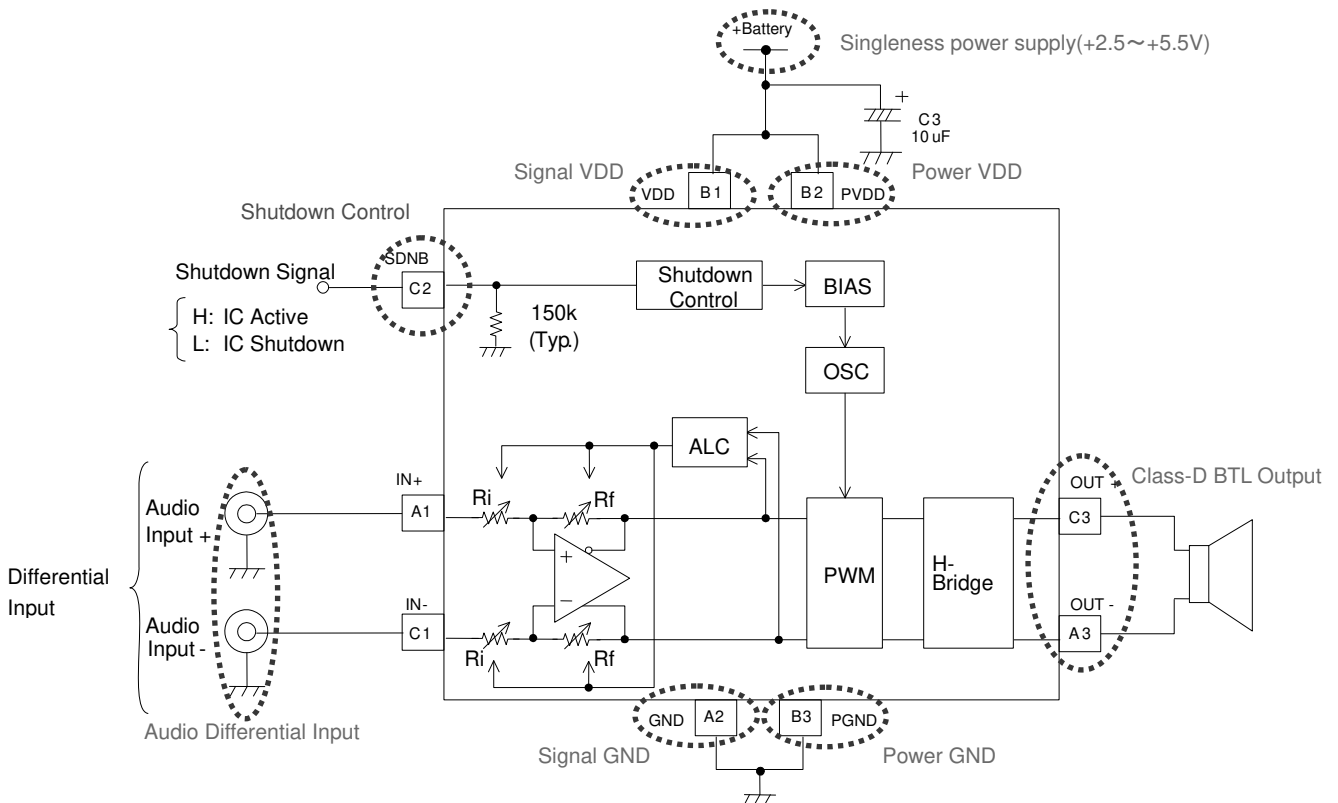 +Battery
Singleness power supply(+2.5～+5.5V)
+
C3
10 uF
Signal VDD
Power VDD
VDD
B1
B2
PVDD
Shutdown Control
SDNB
Shutdown Signal
C2
H: IC Active
L: IC Shutdown
150k
(Typ.)
Shutdown
Control
BIAS
OSC
ALC
Differential
Input
Audio
Input +
IN+
A1
Ri
Rf
+
−
PWM
H-
Bridge
OUT +
C3
Class-D BTL Output
Audio
Input -
IN-
C1
Ri
Rf
OUT -
A3
Audio Differential Input
GND
A2
B3
PGND
Signal GND
Power GND